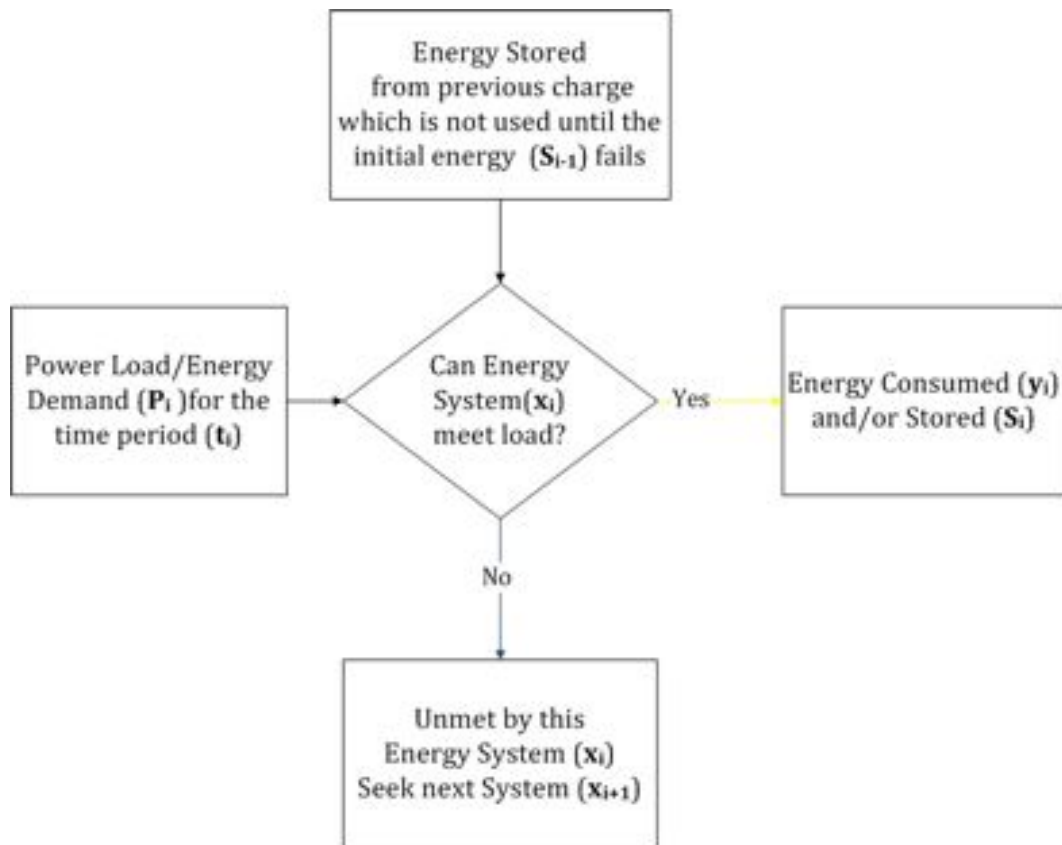 Energy Stored
from previous charge
which is not used until the
initial energy (Sᵢ₋₁) fails
Power Load/Energy
Demand (Pᵢ )for the
time period (tᵢ)
Can Energy
System(xᵢ)
meet load?
Yes
Energy Consumed (yᵢ)
and/or Stored (Sᵢ)
No
Unmet by this
Energy System (xᵢ)
Seek next System (xᵢ₊₁)